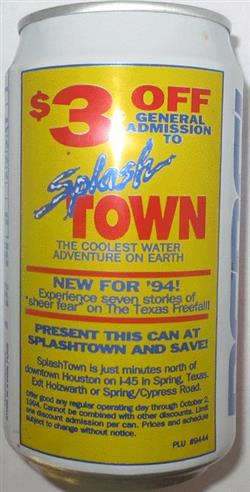 $3 OFF
GENERAL
ADMISSION
TO
Splash
TOWN
THE COOLEST WATER
ADVENTURE ON EARTH
NEW FOR '94!
Experience seven stories of
"sheer fear" on The Texas Freefall!
PRESENT THIS CAN AT
SPLASHTOWN AND SAVE!
SplashTown is just minutes north of
downtown Houston on I-45 in Spring, Texas.
Exit Holzwarth or Spring/Cypress Road.
Offer good any regular operating day through October 2,
1994. Cannot be combined with other discounts. Limit
one discount admission per can. Prices and schedule
subject to change without notice.
PLU #9444